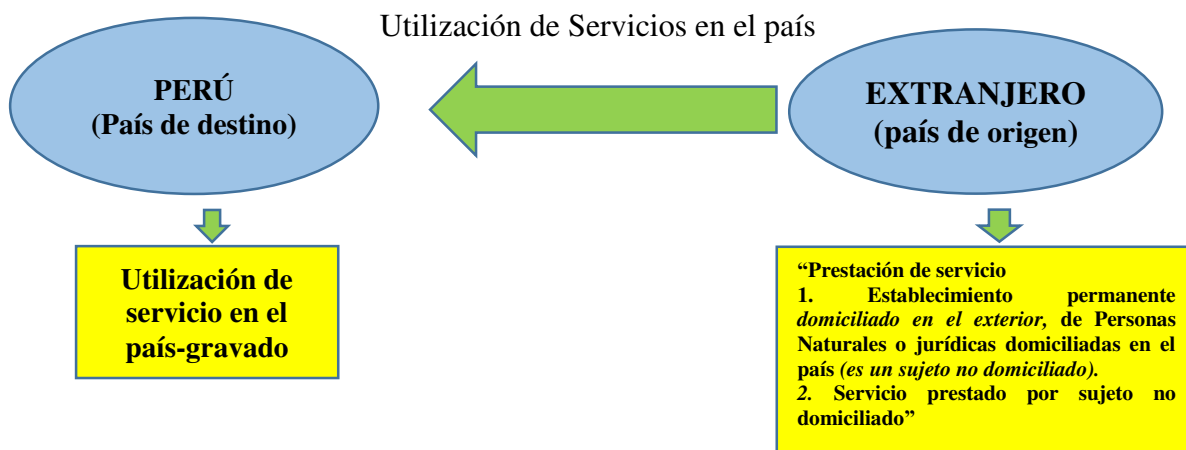 Utilización de Servicios en el país
PERÚ
(País de destino)
EXTRANJERO
(país de origen)
Utilización de
servicio en el
país-gravado
“Prestación de servicio
1. Establecimiento permanente
domiciliado en el exterior, de Personas
Naturales o jurídicas domiciliadas en el
país (es un sujeto no domiciliado).
2. Servicio prestado por sujeto no
domiciliado”